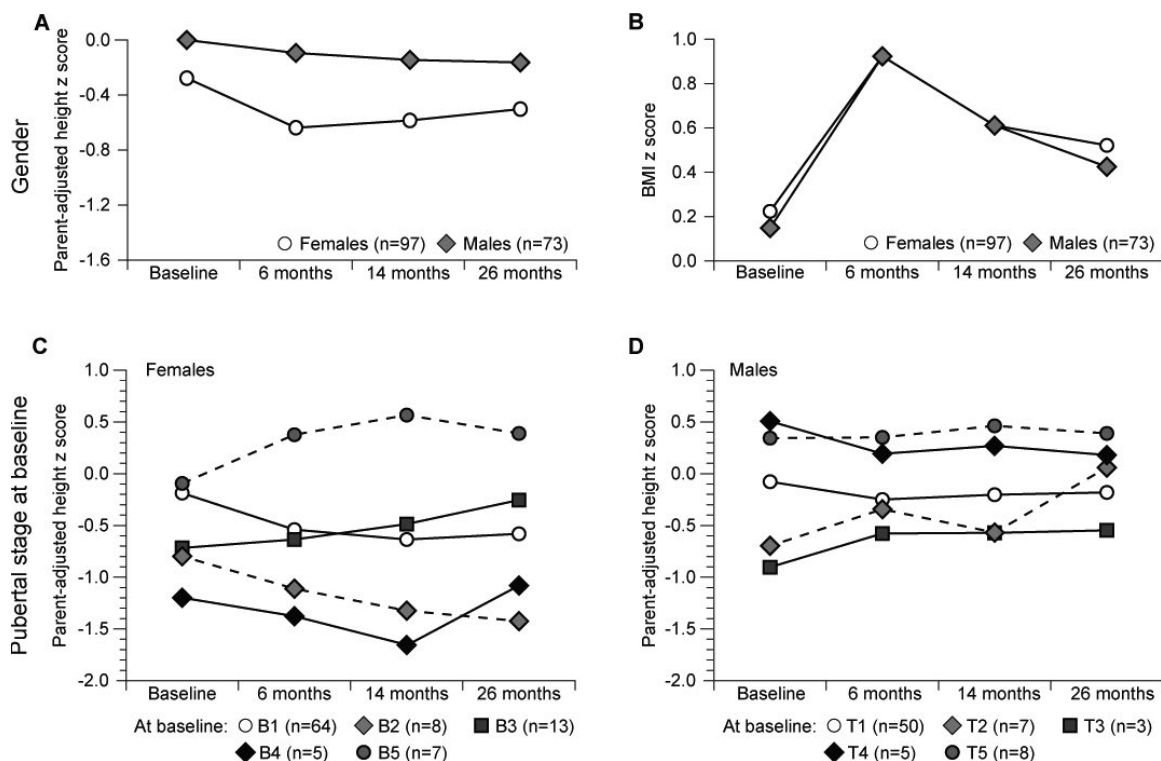 A
Gender
Parent-adjusted height z score
0.0
-0.4
-0.8
-1.2
-1.6
Females (n=97) Males (n=73)
Baseline 6 months 14 months 26 months
B
BMI z score
1.0
0.8
0.6
0.4
0.2
0.0
Females (n=97) Males (n=73)
Baseline 6 months 14 months 26 months
C
Pubertal stage at baseline
Parent-adjusted height z score
Females
1.0
0.5
0.0
-0.5
-1.0
-1.5
-2.0
Baseline 6 months 14 months 26 months
At baseline: B1 (n=64) B2 (n=8) B3 (n=13)
B4 (n=5) B5 (n=7)
D
Parent-adjusted height z score
Males
1.0
0.5
0.0
-0.5
-1.0
-1.5
-2.0
Baseline 6 months 14 months 26 months
At baseline: T1 (n=50) T2 (n=7) T3 (n=3)
T4 (n=5) T5 (n=8)